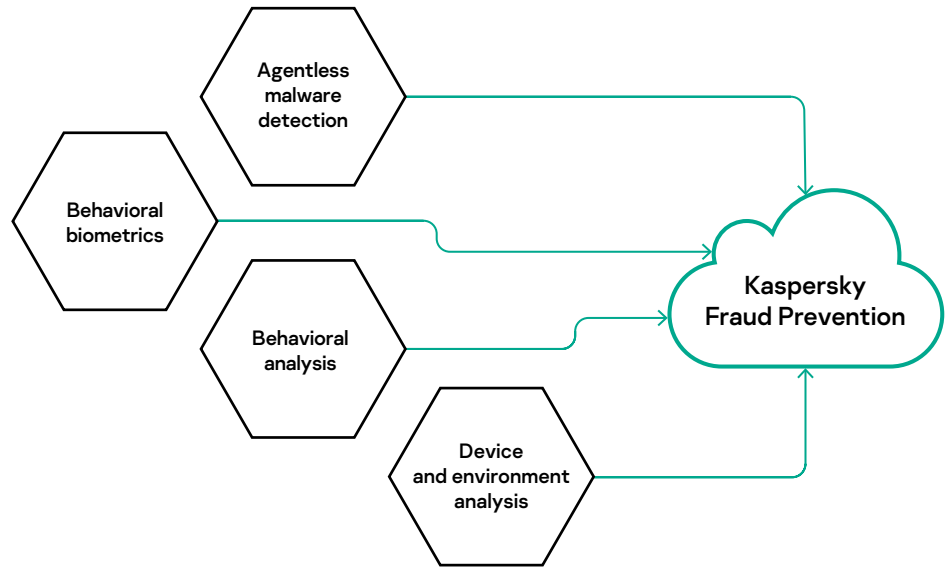 Agentless
malware
detection
Behavioral
biometrics
Behavioral
analysis
Device
and environment
analysis
Kaspersky
Fraud Prevention